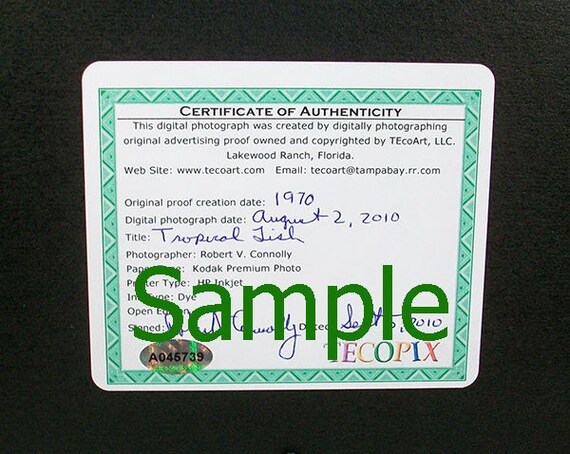 CERTIFICATE OF AUTHENTICITY
This digital photograph was created by digitally photographing
original advertising proof owned and copyrighted by TEcoArt, LLC.
Lakewood Ranch, Florida.
Web Site: www.tecoart.com Email: tecoart@tampabay.rr.com
Original proof creation date: 1970
Digital photograph date: August 2, 2010
Title: Tropical Fish
Photographer: Robert V. Connolly
Kodak Premium Photo
Printer Type: HP Inkjet
Dye
Open
Sample
Signed: Connolly Sept 2010
A045739
TECOPIX